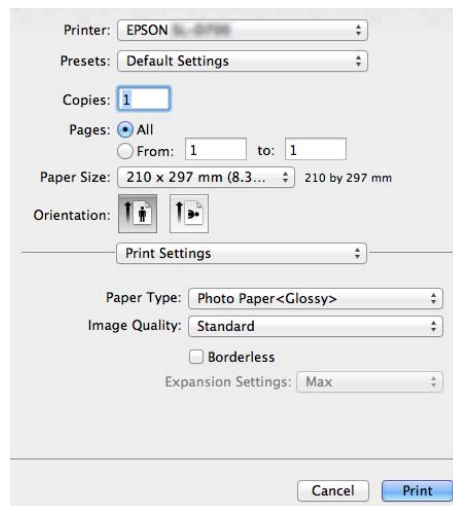 Printer: EPSON
Presets: Default Settings
Copies: 1
Pages: All
From: 1 to: 1
Paper Size: 210 x 297 mm (8.3... 210 by 297 mm
Orientation:
Print Settings
Paper Type: Photo Paper<Glossy>
Image Quality: Standard
Borderless
Expansion Settings: Max
Cancel Print